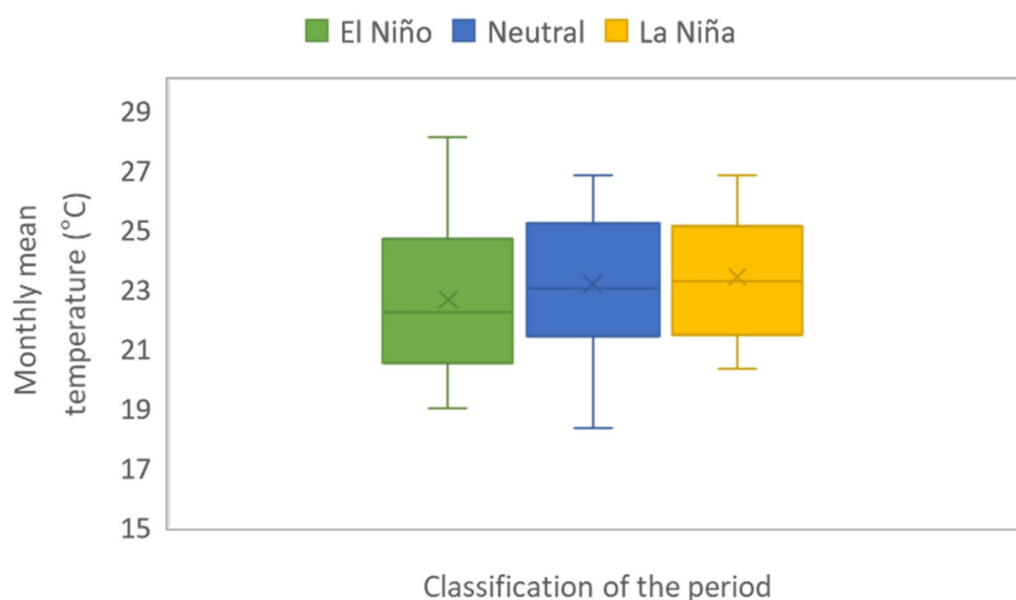 El Niño Neutral La Niña
29
27
25
23
21
19
17
15
Monthly mean
temperature (°C)
Classification of the period